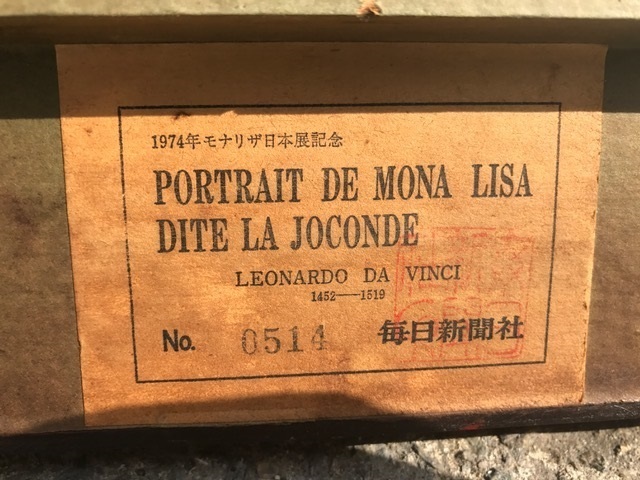 1974年モナリザ日本展記念
PORTRAIT DE MONA LISA
DITE LA JOCONDE
LEONARDO DA VINCI
1452—1519
No. 0514 毎日新聞社